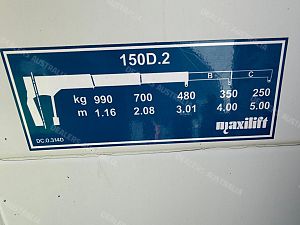 150D.2
B C
kg 990 700 480 350 250
m 1.16 2.08 3.01 4.00 5.00
DC.0.314D
maxilift